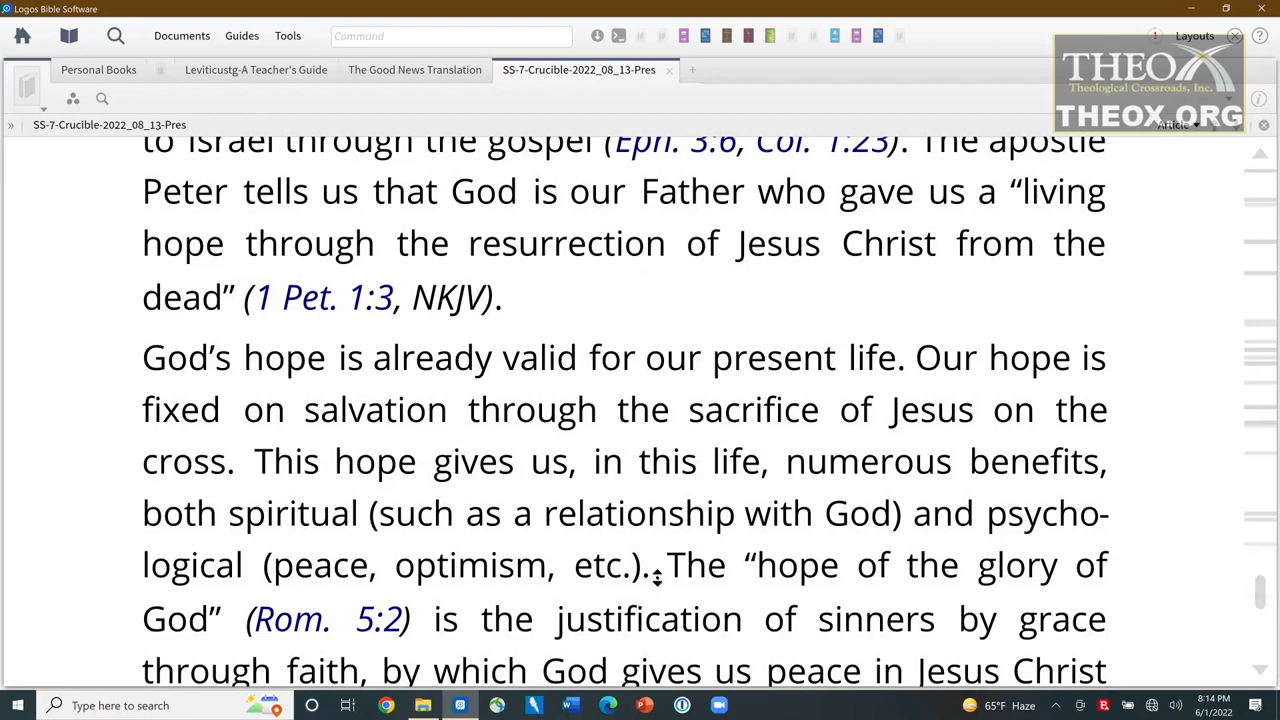 Logos Bible Software
Documents Guides Tools Command Layouts
Personal Books Leviticustg-A Teacher's Guide The Good News Translation SS-7-Crucible-2022_08_13-Pres
THEO
Theological Crossroads, Inc.
THEOX.ORG
SS-7-Crucible-2022_08_13-Pres Article
to Israel through the gospel (Eph. 3:6, Col. 1:23). The apostle
Peter tells us that God is our Father who gave us a “living
hope through the resurrection of Jesus Christ from the
dead” (1 Pet. 1:3, NKJV).
God’s hope is already valid for our present life. Our hope is
fixed on salvation through the sacrifice of Jesus on the
cross. This hope gives us, in this life, numerous benefits,
both spiritual (such as a relationship with God) and psycho-
logical (peace, optimism, etc.). The “hope of the glory of
God” (Rom. 5:2) is the justification of sinners by grace
through faith, by which God gives us peace in Jesus Christ
Type here to search 65°F Haze 8:14 PM
6/1/2022